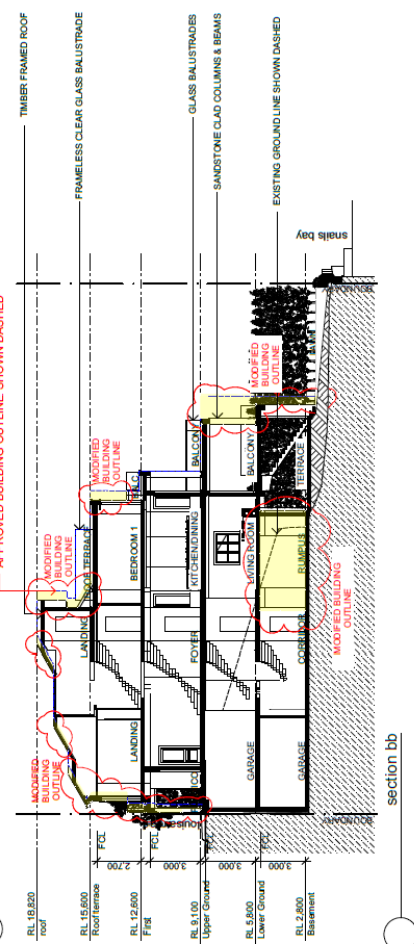 APPROVED BUILDING OUTLINE SHOWN DASHED
TIMBER FRAMED ROOF
FRAMELESS CLEAR GLASS BALUSTRADE
GLASS BALUSTRADES
SANDSTONE CLAD COLUMNS & BEAMS
EXISTING GROUND LINE SHOWN DASHED
snails bay
BOUNDARY
MODIFIED
BUILDING
OUTLINE
MODIFIED
BUILDING
OUTLINE
MODIFIED
BUILDING
OUTLINE
MODIFIED
BUILDING
OUTLINE
MODIFIED BUILDING
OUTLINE
RL 18,820
roof
RL 15,600
Roof terrace
RL 12,600
First
RL 9,100
Upper Ground
RL 5,800
Lower Ground
RL 2,800
Basement
FCL
FCL
FCL
FCL
2,700
3,000
3,000
3,000
LANDING
ROOF TERRACE
LANDING
BEDROOM 1
FOYER
KITCHEN/DINING
BALCONY
GARAGE
LIVING ROOM
BALCONY
GARAGE
CORRIDOR
RUMPUS
TERRACE
BOUNDARY
section bb